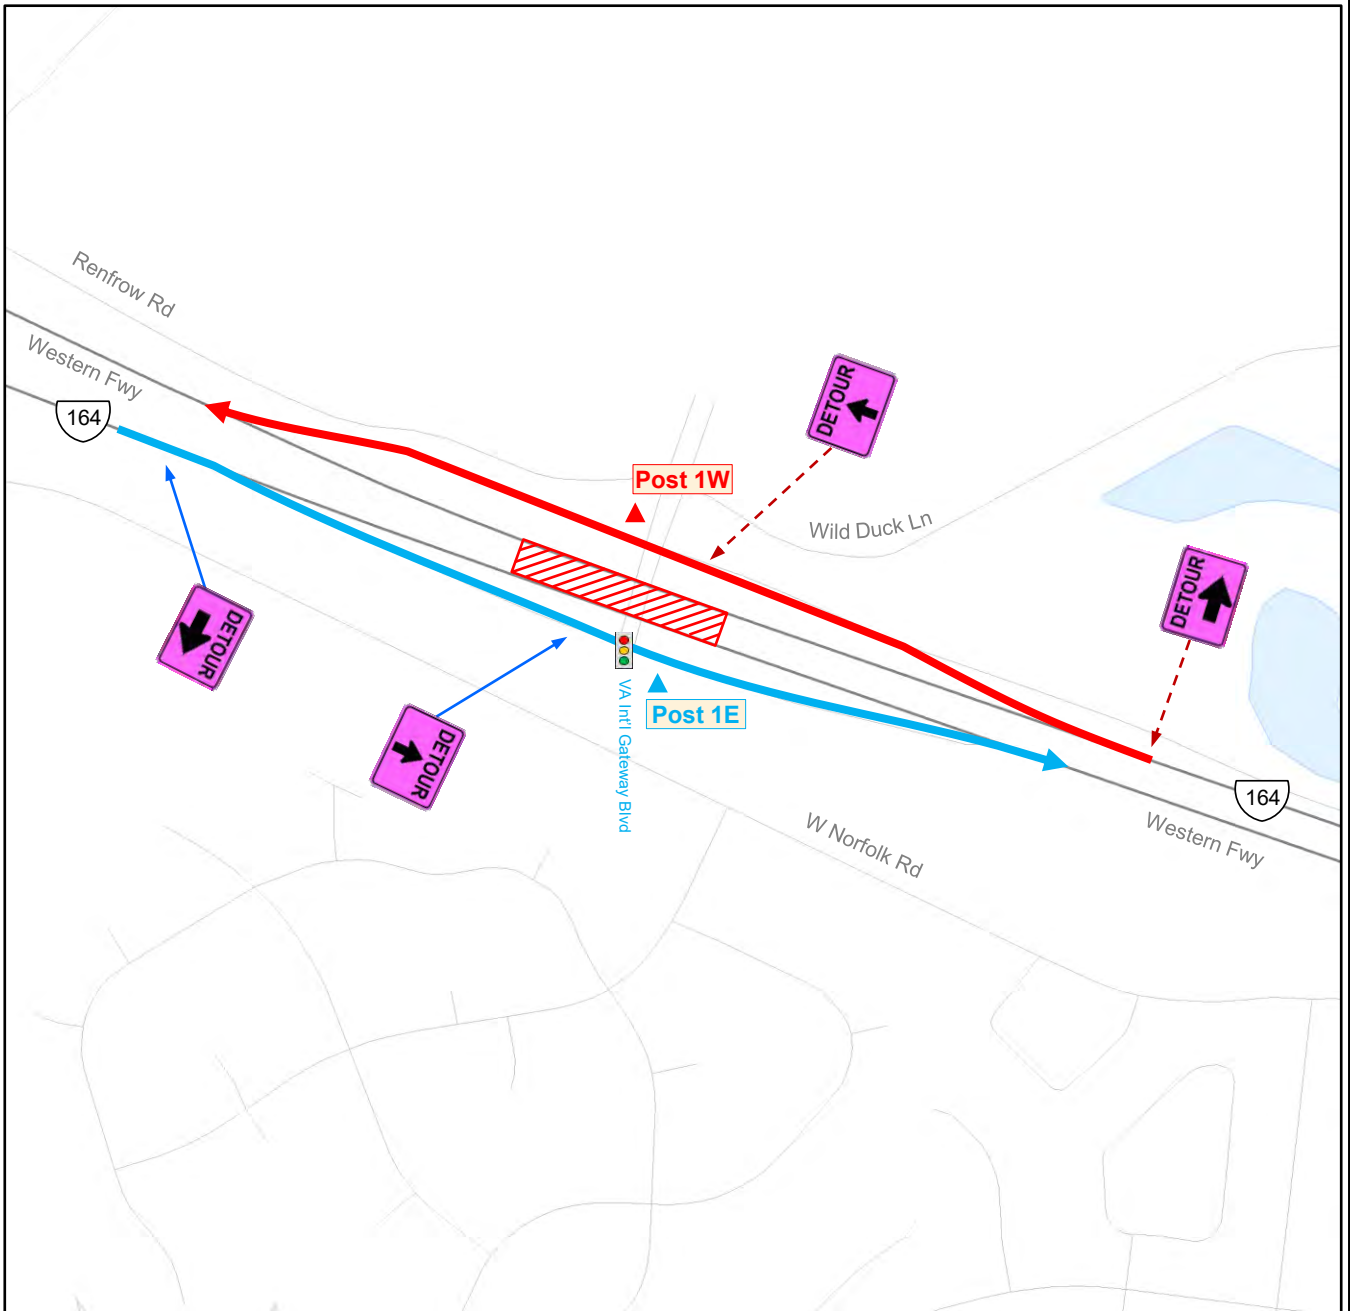 Renfrow Rd
Western Fwy
164
DETOUR
Post 1W
Wild Duck Ln
DETOUR
DETOUR
Post 1E
VA Int'l Gateway Blvd
DETOUR
164
W Norfolk Rd
Western Fwy